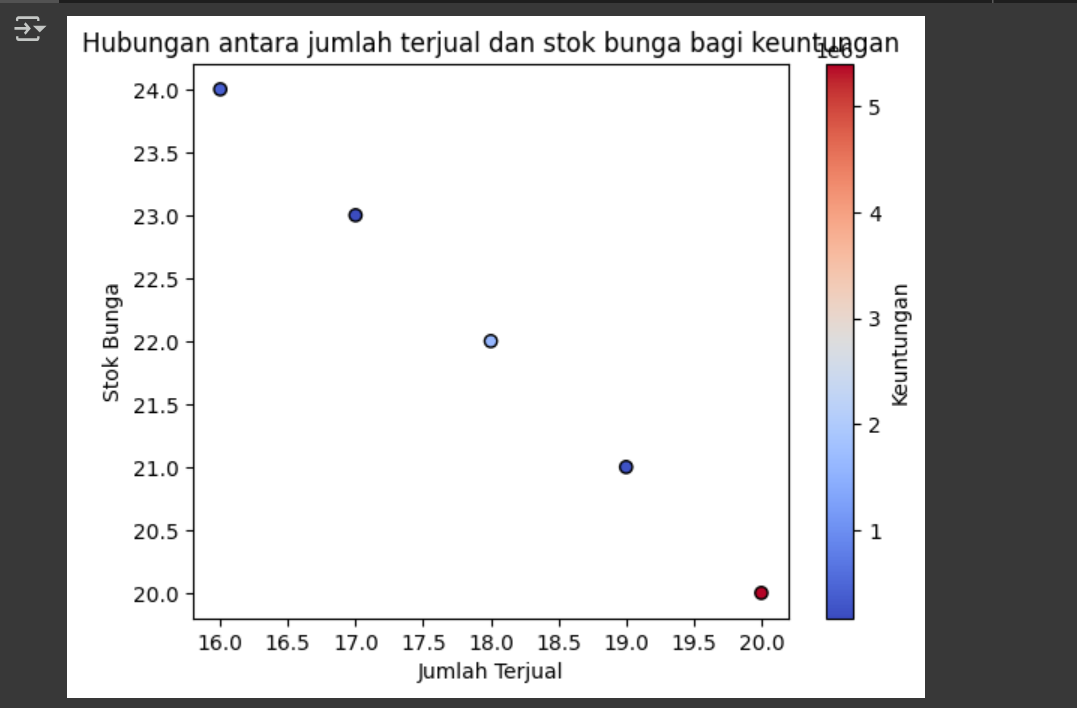 Hubungan antara jumlah terjual dan stok bunga bagi keuntungan
1e6
24.0
23.5
23.0
22.5
22.0
21.5
21.0
20.5
20.0
Stok Bunga
16.0 16.5 17.0 17.5 18.0 18.5 19.0 19.5 20.0
Jumlah Terjual
5
4
3
2
1
Keuntungan